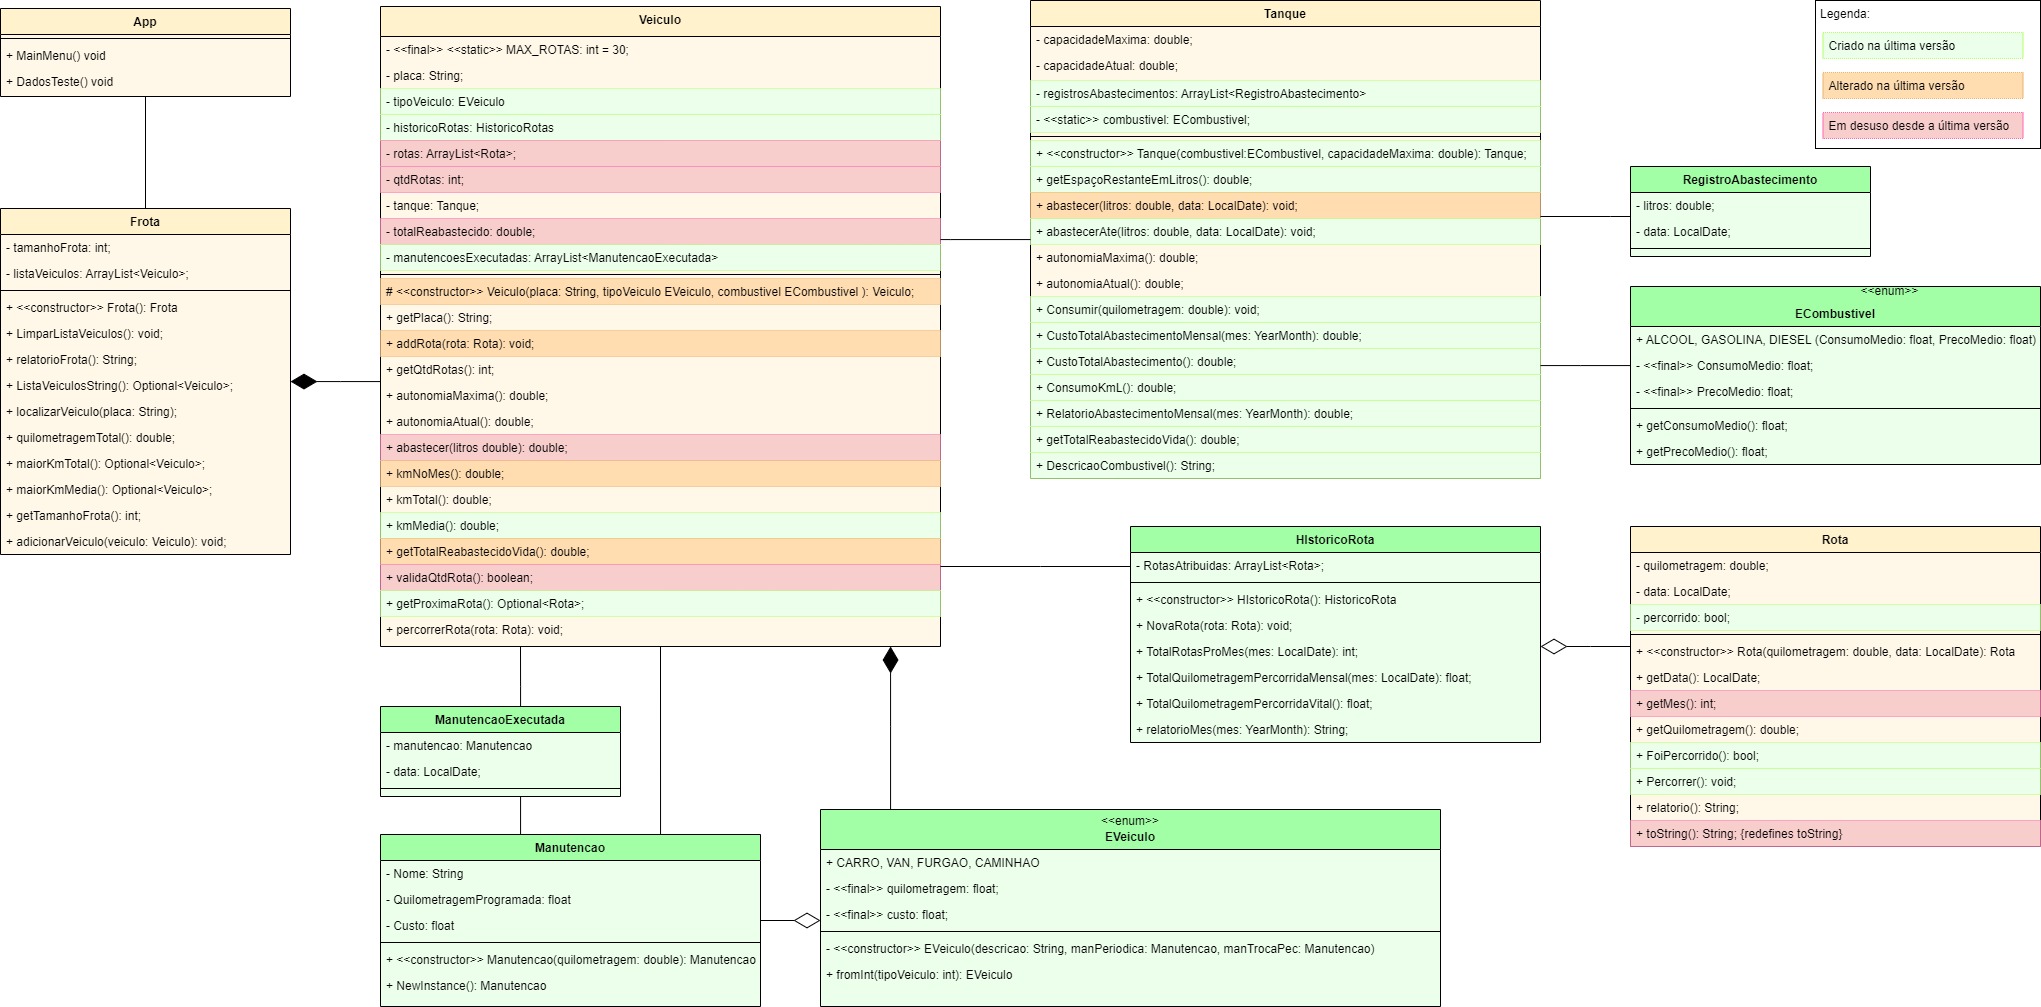 App
+ MainMenu() void
+ DadosTeste() void
Frota
- tamanhoFrota: int;
- listaVeiculos: ArrayList<Veiculo>;
+ <<constructor>> Frota(): Frota
+ LimparListaVeiculos(): void;
+ relatorioFrota(): String;
+ ListaVeiculosString(): Optional<Veiculo>;
+ localizarVeiculo(placa: String);
+ quilometragemTotal(): double;
+ maiorKmTotal(): Optional<Veiculo>;
+ maiorKmMedia(): Optional<Veiculo>;
+ getTamanhoFrota(): int;
+ adicionarVeiculo(veiculo: Veiculo): void;
Veiculo
- <<final>> <<static>> MAX_ROTAS: int = 30;
- placa: String;
- tipoVeiculo: EVeiculo
- historicoRotas: HistoricoRotas
- rotas: ArrayList<Rota>;
- qtdRotas: int;
- tanque: Tanque;
- totalReabastecido: double;
- manutencoesExecutadas: ArrayList<ManutencaoExecutada>
# <<constructor>> Veiculo(placa: String, tipoVeiculo EVeiculo, combustivel ECombustivel ): Veiculo;
+ getPlaca(): String;
+ addRota(rota: Rota): void;
+ getQtdRotas(): int;
+ autonomiaMaxima(): double;
+ autonomiaAtual(): double;
+ abastecer(litros double): double;
+ kmNoMes(): double;
+ kmTotal(): double;
+ kmMedia(): double;
+ getTotalReabastecidoVida(): double;
+ validaQtdRota(): boolean;
+ getProximaRota(): Optional<Rota>;
+ percorrerRota(rota: Rota): void;
Tanque
- capacidadeMaxima: double;
- capacidadeAtual: double;
- registrosAbastecimentos: ArrayList<RegistroAbastecimento>
- <<static>> combustivel: ECombustivel;
+ <<constructor>> Tanque(combustivel:ECombustivel, capacidadeMaxima: double): Tanque;
+ getEspaçoRestanteEmLitros(): double;
+ abastecer(litros: double, data: LocalDate): void;
+ abastecerAte(litros: double, data: LocalDate): void;
+ autonomiaMaxima(): double;
+ autonomiaAtual(): double;
+ Consumir(quilometragem: double): void;
+ CustoTotalAbastecimentoMensal(mes: YearMonth): double;
+ CustoTotalAbastecimento(): double;
+ ConsumoKmL(): double;
+ RelatorioAbastecimentoMensal(mes: YearMonth): double;
+ getTotalReabastecidoVida(): double;
+ DescricaoCombustivel(): String;
Legenda:
Criado na última versão
Alterado na última versão
Em desuso desde a última versão
RegistroAbastecimento
- litros: double;
- data: LocalDate;
<<enum>>
ECombustivel
+ ALCOOL, GASOLINA, DIESEL (ConsumoMedio: float, PrecoMedio: float)
- <<final>> ConsumoMedio: float;
- <<final>> PrecoMedio: float;
+ getConsumoMedio(): float;
+ getPrecoMedio(): float;
HIstoricoRota
- RotasAtribuidas: ArrayList<Rota>;
+ <<constructor>> HIstoricoRota(): HistoricoRota
+ NovaRota(rota: Rota): void;
+ TotalRotasProMes(mes: LocalDate): int;
+ TotalQuilometragemPercorridaMensal(mes: LocalDate): float;
+ TotalQuilometragemPercorridaVital(): float;
+ relatorioMes(mes: YearMonth): String;
Rota
- quilometragem: double;
- data: LocalDate;
- percorrido: bool;
+ <<constructor>> Rota(quilometragem: double, data: LocalDate): Rota
+ getData(): LocalDate;
+ getMes(): int;
+ getQuilometragem(): double;
+ FoiPercorrido(): bool;
+ Percorrer(): void;
+ relatorio(): String;
+ toString(): String; {redefines toString}
ManutencaoExecutada
- manutencao: Manutencao
- data: LocalDate;
Manutencao
- Nome: String
- QuilometragemProgramada: float
- Custo: float
+ <<constructor>> Manutencao(quilometragem: double): Manutencao
+ NewInstance(): Manutencao
<<enum>>
EVeiculo
+ CARRO, VAN, FURGAO, CAMINHAO
- <<final>> quilometragem: float;
- <<final>> custo: float;
- <<constructor>> EVeiculo(descricao: String, manPeriodica: Manutencao, manTrocaPec: Manutencao)
+ fromInt(tipoVeiculo: int): EVeiculo